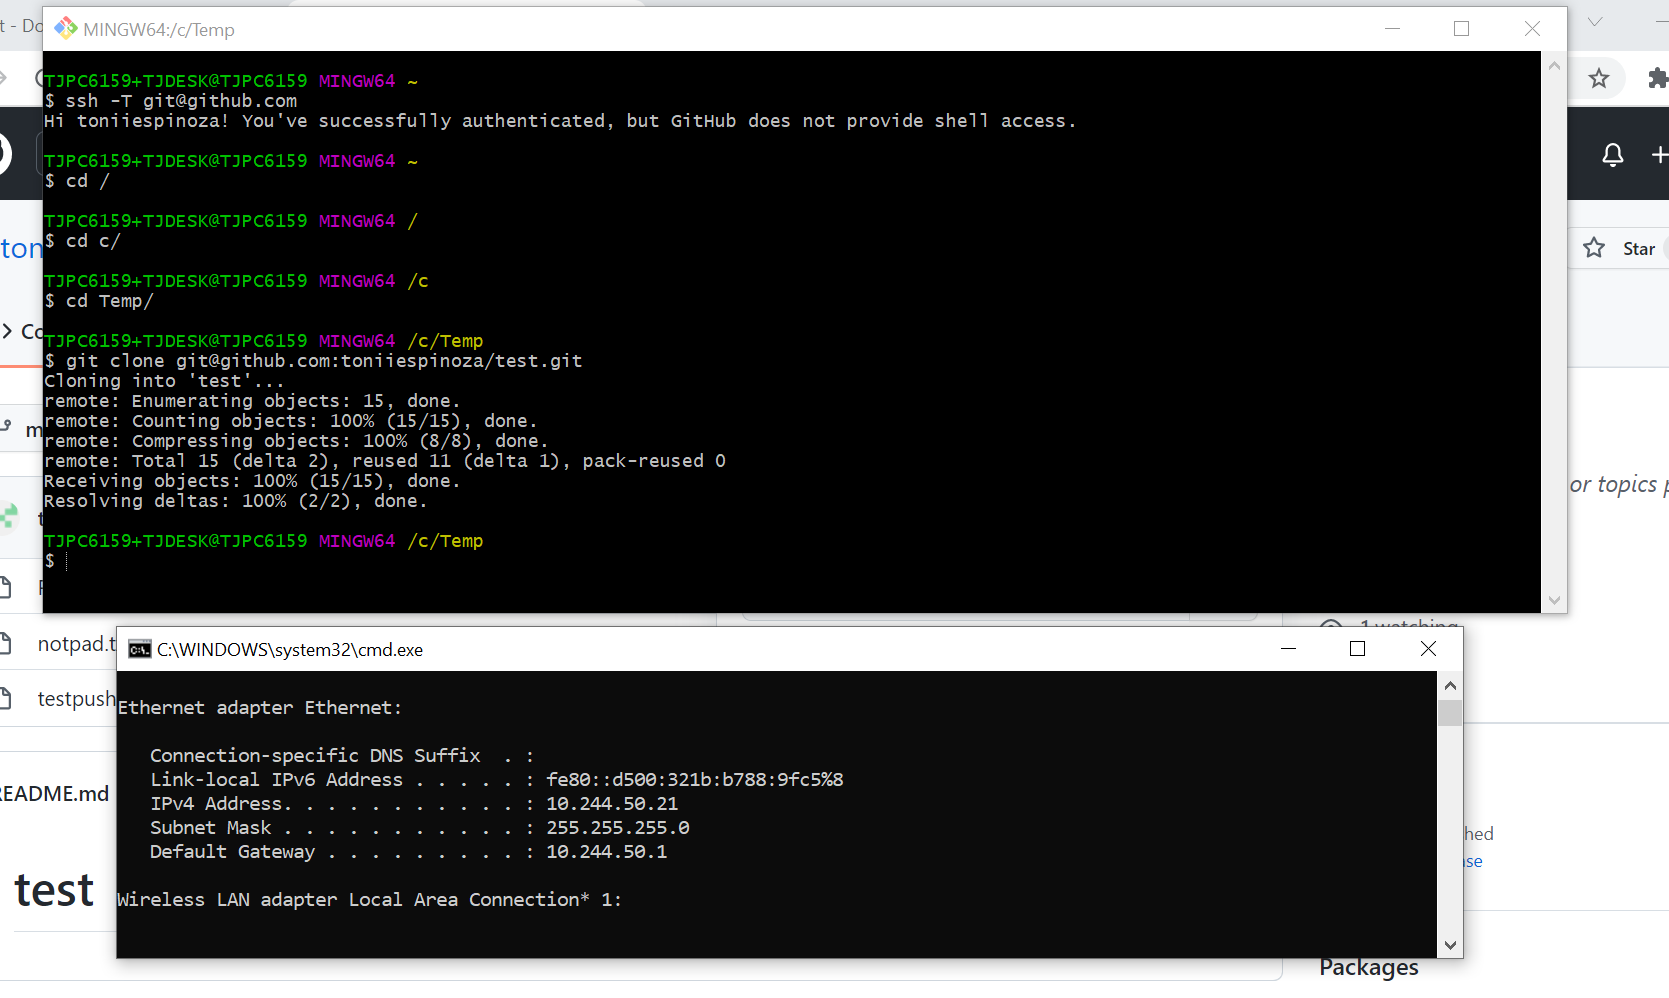 t - Do
MINGW64:/c/Temp
TJPC6159+TJDESK@TJPC6159 MINGW64 ~
$ ssh -T git@github.com
Hi toniiespinoza! You've successfully authenticated, but GitHub does not provide shell access.
TJPC6159+TJDESK@TJPC6159 MINGW64 ~
$ cd /
TJPC6159+TJDESK@TJPC6159 MINGW64 /
$ cd c/
TJPC6159+TJDESK@TJPC6159 MINGW64 /c
$ cd Temp/
TJPC6159+TJDESK@TJPC6159 MINGW64 /c/Temp
$ git clone git@github.com:toniiespinoza/test.git
Cloning into 'test'...
remote: Enumerating objects: 15, done.
remote: Counting objects: 100% (15/15), done.
remote: Compressing objects: 100% (8/8), done.
remote: Total 15 (delta 2), reused 11 (delta 1), pack-reused 0
Receiving objects: 100% (15/15), done.
Resolving deltas: 100% (2/2), done.
TJPC6159+TJDESK@TJPC6159 MINGW64 /c/Temp
$
ton
Star
Co
m
or topics p
t
notpad.t
testpush
README.md
test
1 watching
hed
ase
Packages
C:\WINDOWS\system32\cmd.exe
Ethernet adapter Ethernet:
Connection-specific DNS Suffix . :
Link-local IPv6 Address . . . . . : fe80::d500:321b:b788:9fc5%8
IPv4 Address. . . . . . . . . . . : 10.244.50.21
Subnet Mask . . . . . . . . . . . : 255.255.255.0
Default Gateway . . . . . . . . . : 10.244.50.1
Wireless LAN adapter Local Area Connection* 1: